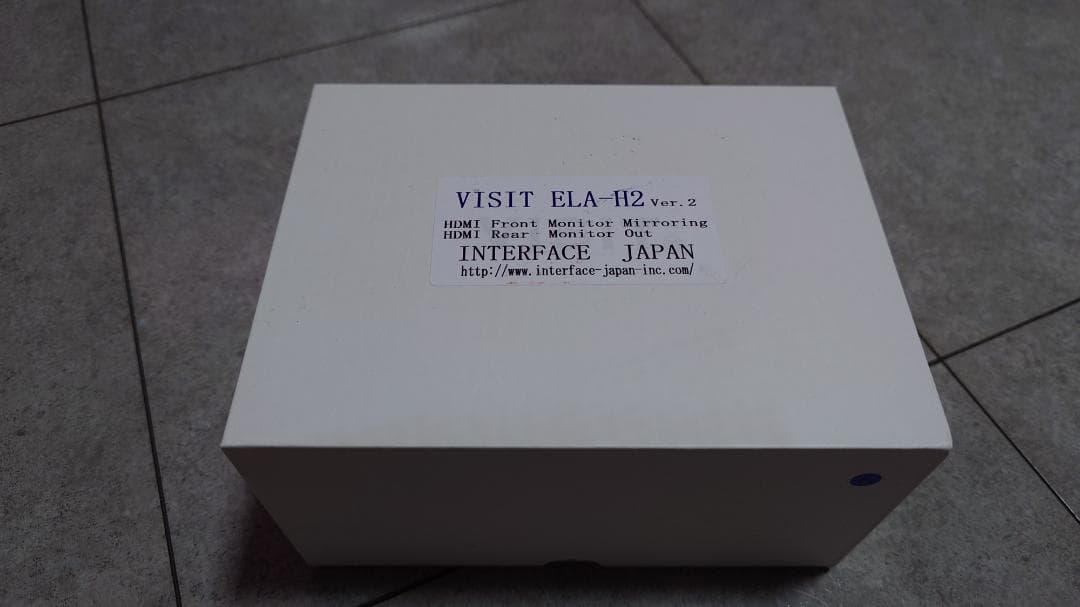 VISIT ELA-H2 Ver.2
HDMI Front Monitor Mirroring
HDMI Rear Monitor Out
INTERFACE JAPAN
http://www.interface-japan-inc.com/